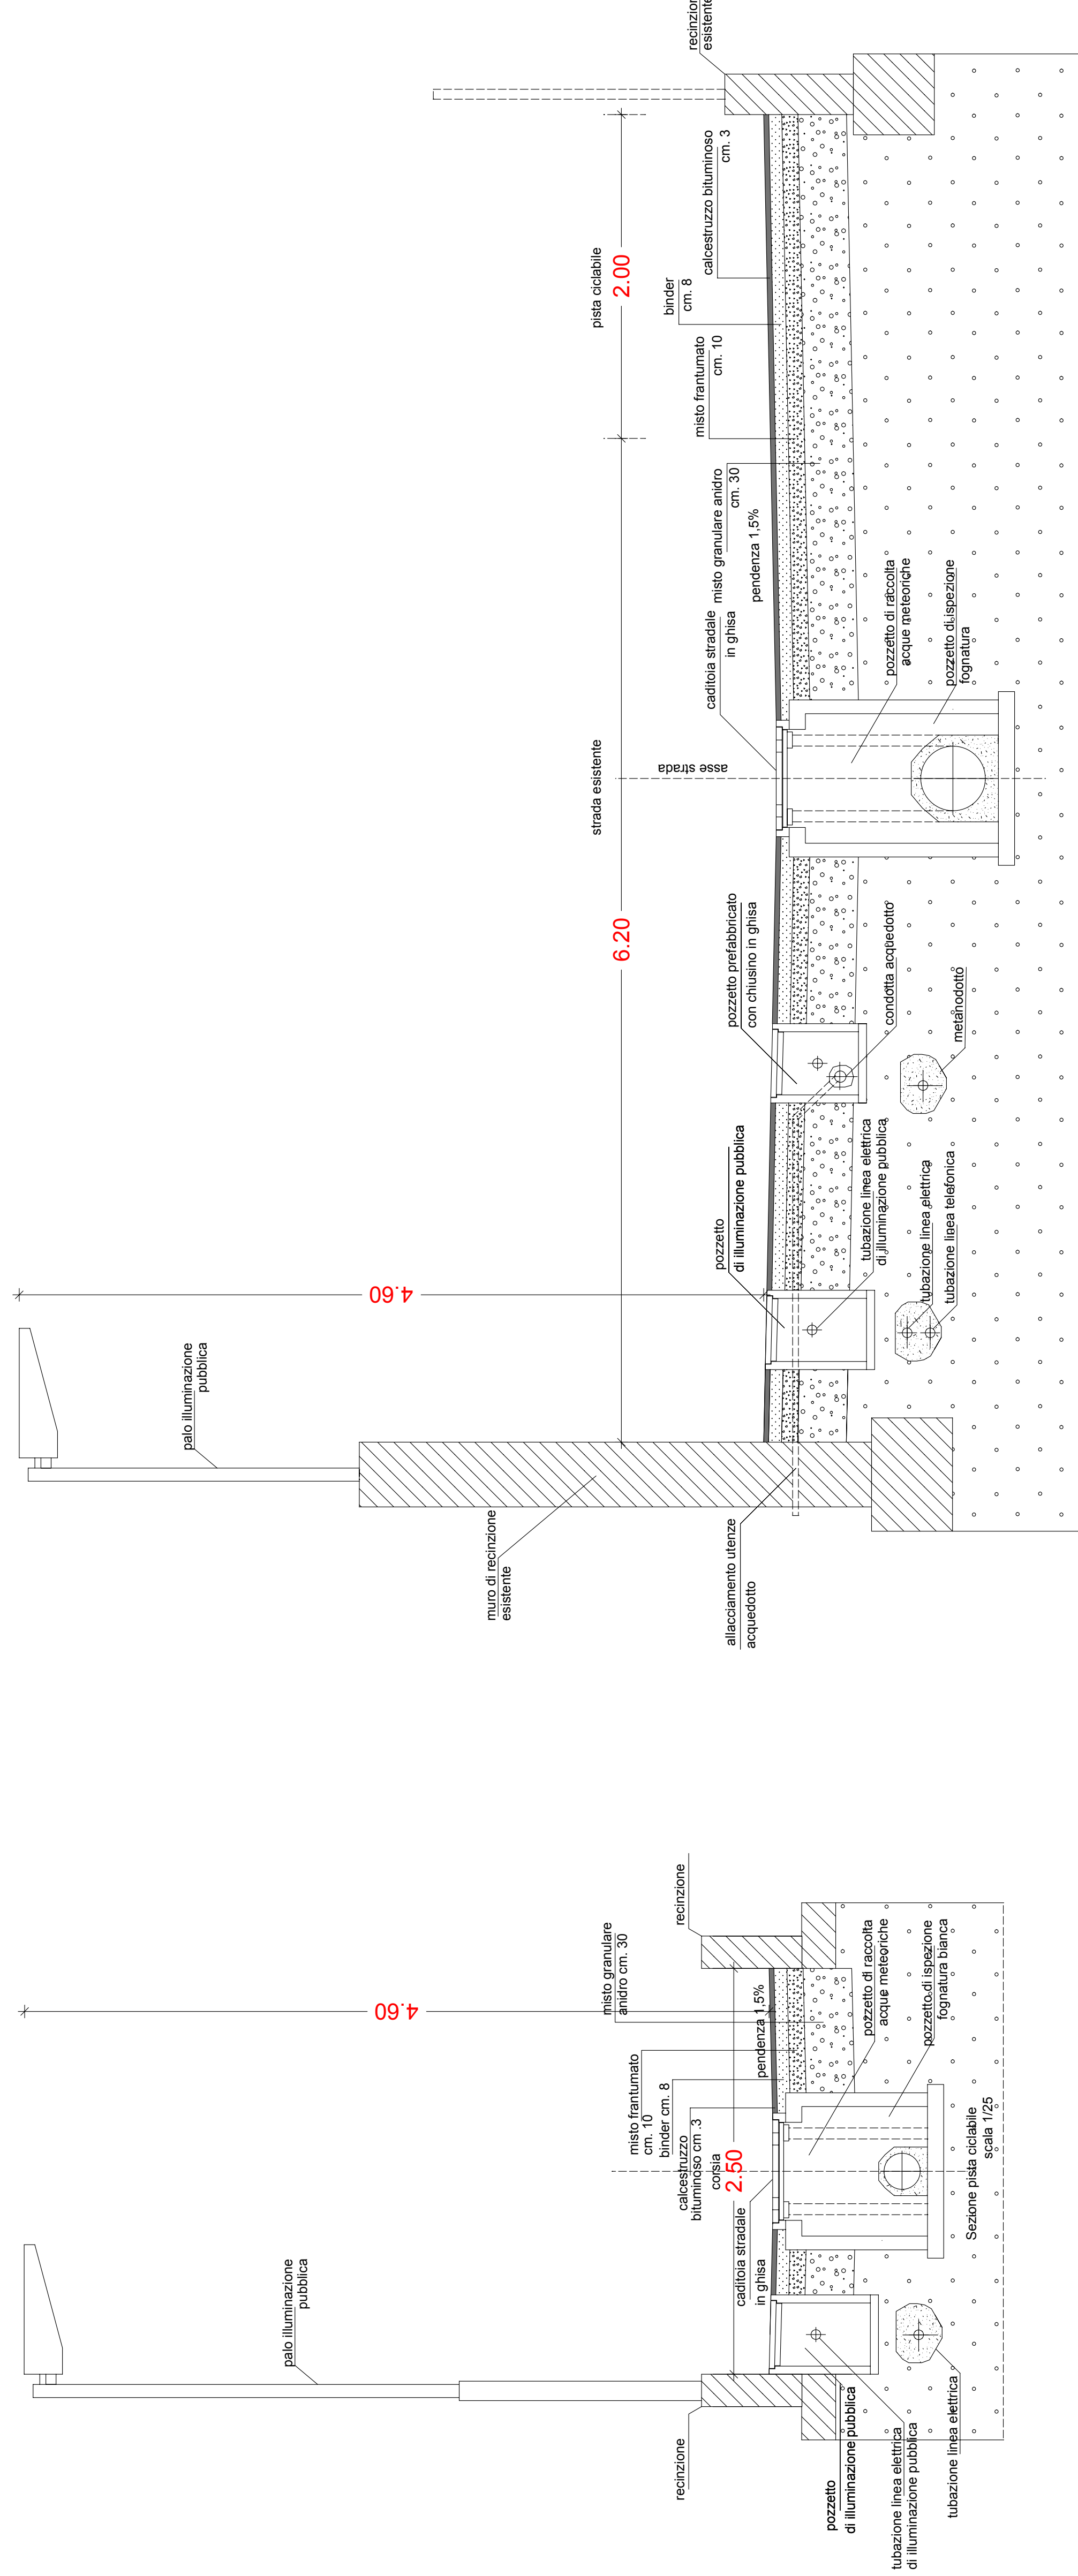 palo illuminazione
pubblica
4.60
recinzione
misto granulare
anidro cm. 30
misto frantumato
cm. 10
binder cm. 8
calcestruzzo
bituminoso cm .3
corsia
2.50
caditoia stradale
in ghisa
pendenza 1.5%
recinzione
pozzetto
di illuminazione pubblica
tubazione linea elettrica
di illuminazione pubblica
tubazione linea elettrica
pozzetto di raccolta
acque meteoriche
pozzetto di ispezione
fognatura bianca
Sezione pista ciclabile
scala 1/25
palo illuminazione
pubblica
4.60
muro di recinzione
esistente
allacciamento utenze
acquedotto
strada esistente
6.20
pista ciclabile
2.00
asse strada
pozzetto
di illuminazione pubblica
pozzetto prefabbricato
con chiusino in ghisa
caditoia stradale
in ghisa
misto granulare anidro
cm. 30
pendenza 1,5%
misto frantumato
cm. 10
binder
cm. 8
calcestruzzo bituminoso
cm. 3
esistente
tubazione linea elettrica
di illuminazione pubblica
tubazione linea elettrica
tubazione linea telefonica
condotta acquedotto
metanodotto
pozzetto di raccolta
acque meteoriche
pozzetto di ispezione
fognatura